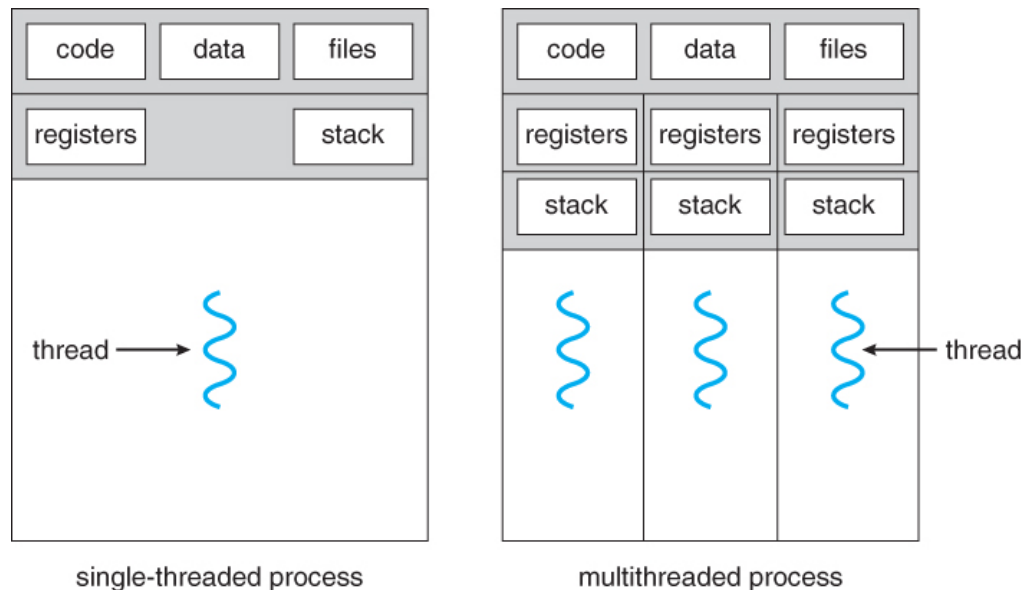 code data files
registers stack
thread
single-threaded process
code data files
registers registers registers
stack stack stack
thread
multithreaded process